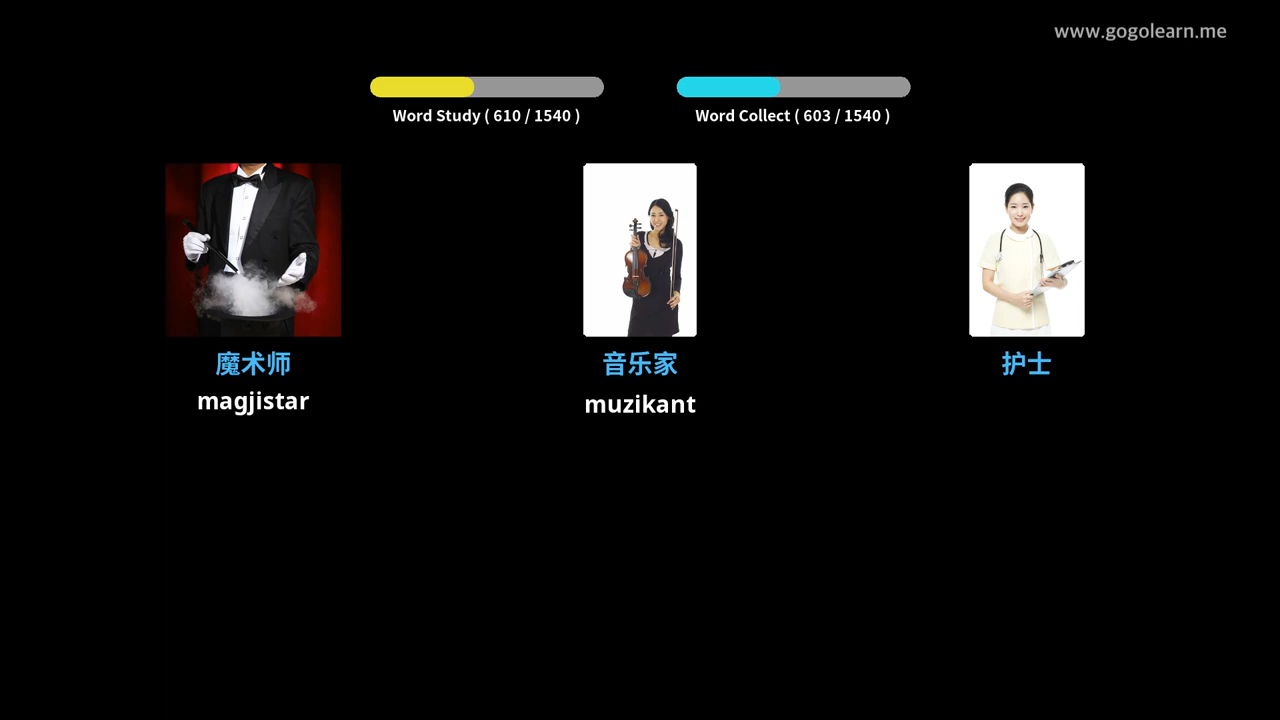 www.gogolearn.me
Word Study ( 610 / 1540 )
Word Collect ( 603 / 1540 )
魔术师
magjistar
音乐家
muzikant
护士